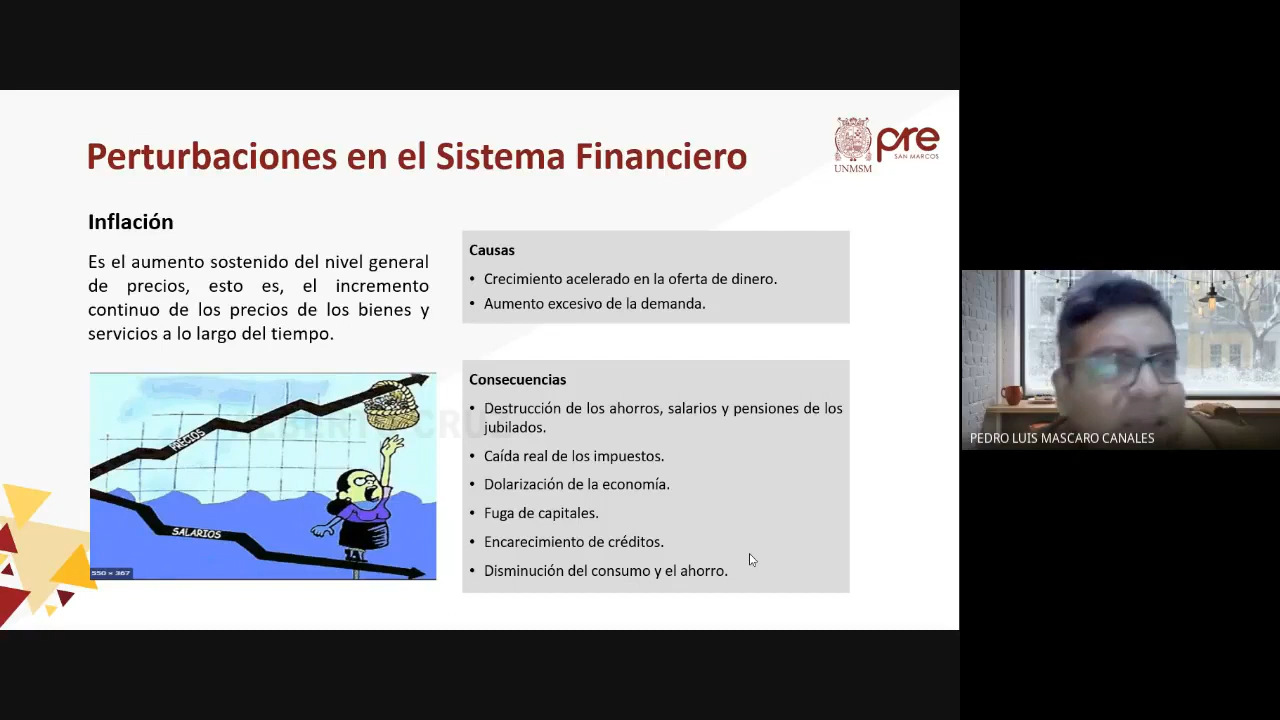 Perturbaciones en el Sistema Financiero
UNMSM
pre
SAN MARCOS
Inflación
Es el aumento sostenido del nivel general
de precios, esto es, el incremento
continuo de los precios de los bienes y
servicios a lo largo del tiempo.
PRECIOS
SALARIOS
550 × 367
Causas
• Crecimiento acelerado en la oferta de dinero.
• Aumento excesivo de la demanda.
Consecuencias
• Destrucción de los ahorros, salarios y pensiones de los
jubilados.
• Caída real de los impuestos.
• Dolarización de la economía.
• Fuga de capitales.
• Encarecimiento de créditos.
• Disminución del consumo y el ahorro.
PEDRO LUIS MASCARO CANALES